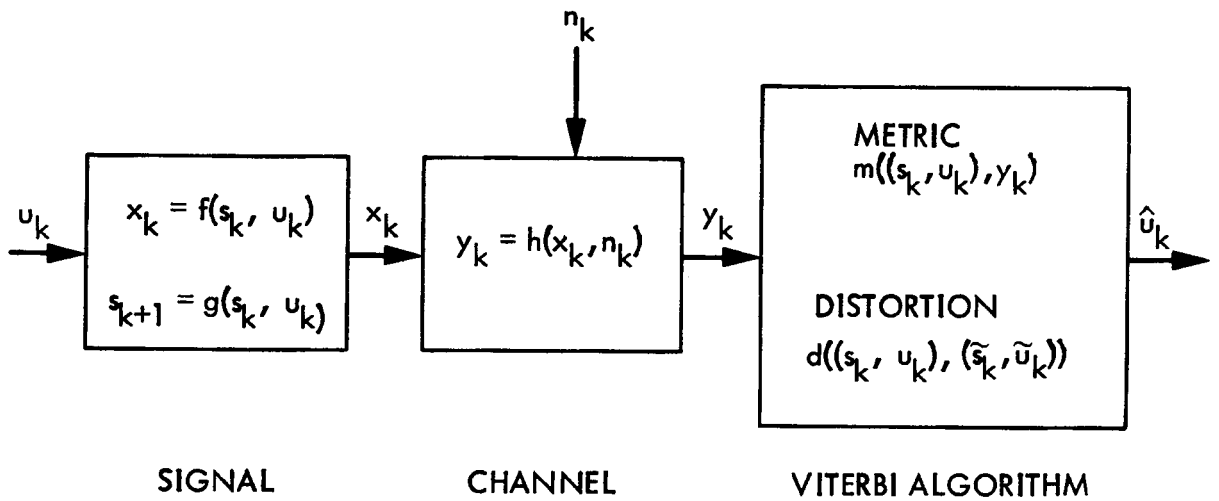 n_k
u_k
x_k = f(s_k, u_k)
s_{k+1} = g(s_k, u_k)
x_k
y_k = h(x_k,n_k)
y_k
METRIC
m((s_k,u_k),y_k)
DISTORTION
d((s_k, u_k), (s̃_k,ũ_k))
û_k
SIGNAL
CHANNEL
VITERBI ALGORITHM